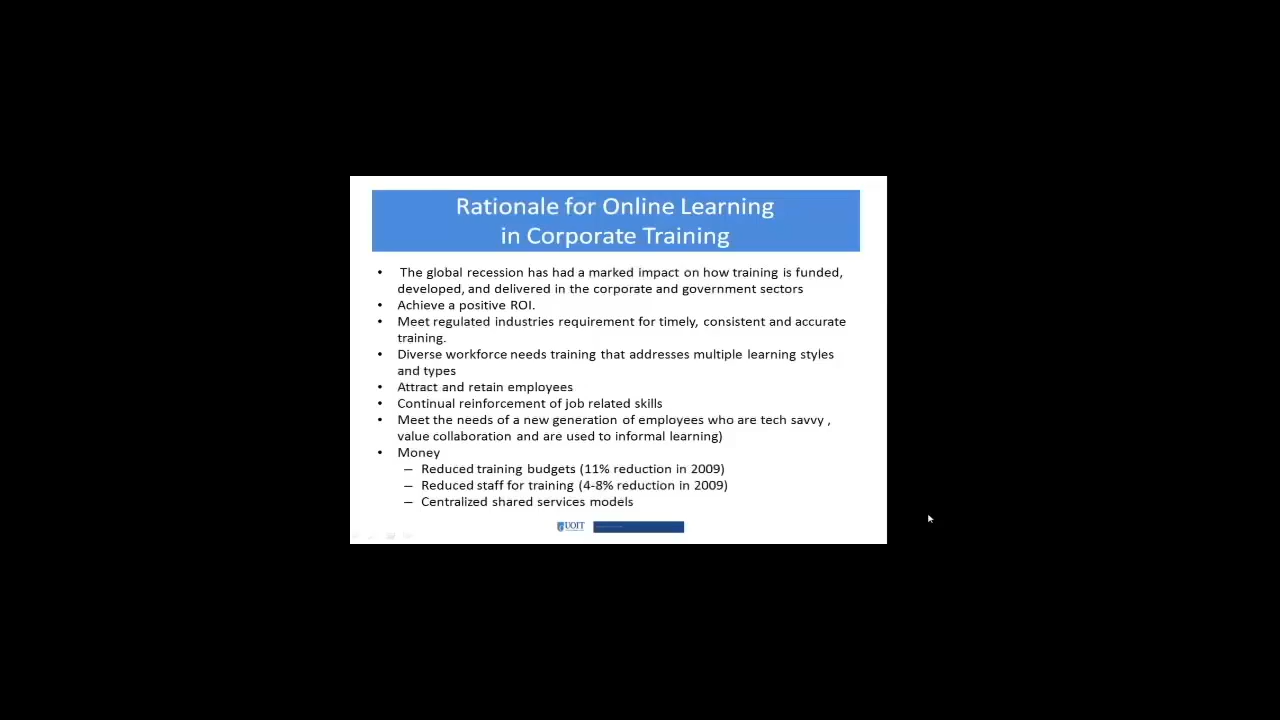 Rationale for Online Learning
in Corporate Training
• The global recession has had a marked impact on how training is funded,
developed, and delivered in the corporate and government sectors
• Achieve a positive ROI.
• Meet regulated industries requirement for timely, consistent and accurate
training.
• Diverse workforce needs training that addresses multiple learning styles
and types
• Attract and retain employees
• Continual reinforcement of job related skills
• Meet the needs of a new generation of employees who are tech savvy ,
value collaboration and are used to informal learning)
• Money
– Reduced training budgets (11% reduction in 2009)
– Reduced staff for training (4-8% reduction in 2009)
– Centralized shared services models
UOIT